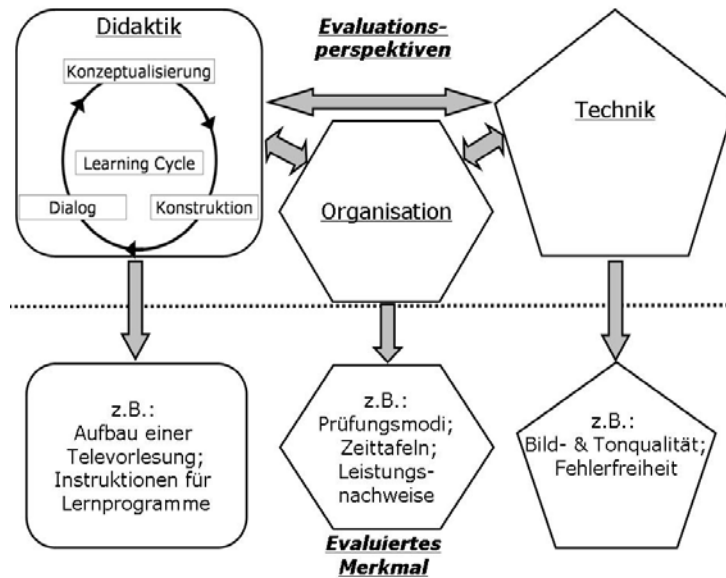 Didaktik
Konzeptualisierung
Learning Cycle
Dialog
Konstruktion
Evaluations-
perspektiven
Organisation
Technik
z.B.:
Aufbau einer
Televorlesung;
Instruktionen für
Lernprogramme
z.B.:
Prüfungsmodi;
Zeittafeln;
Leistungs-
nachweise
z.B.:
Bild- & Tonqualität;
Fehlerfreiheit
Evaluiertes
Merkmal